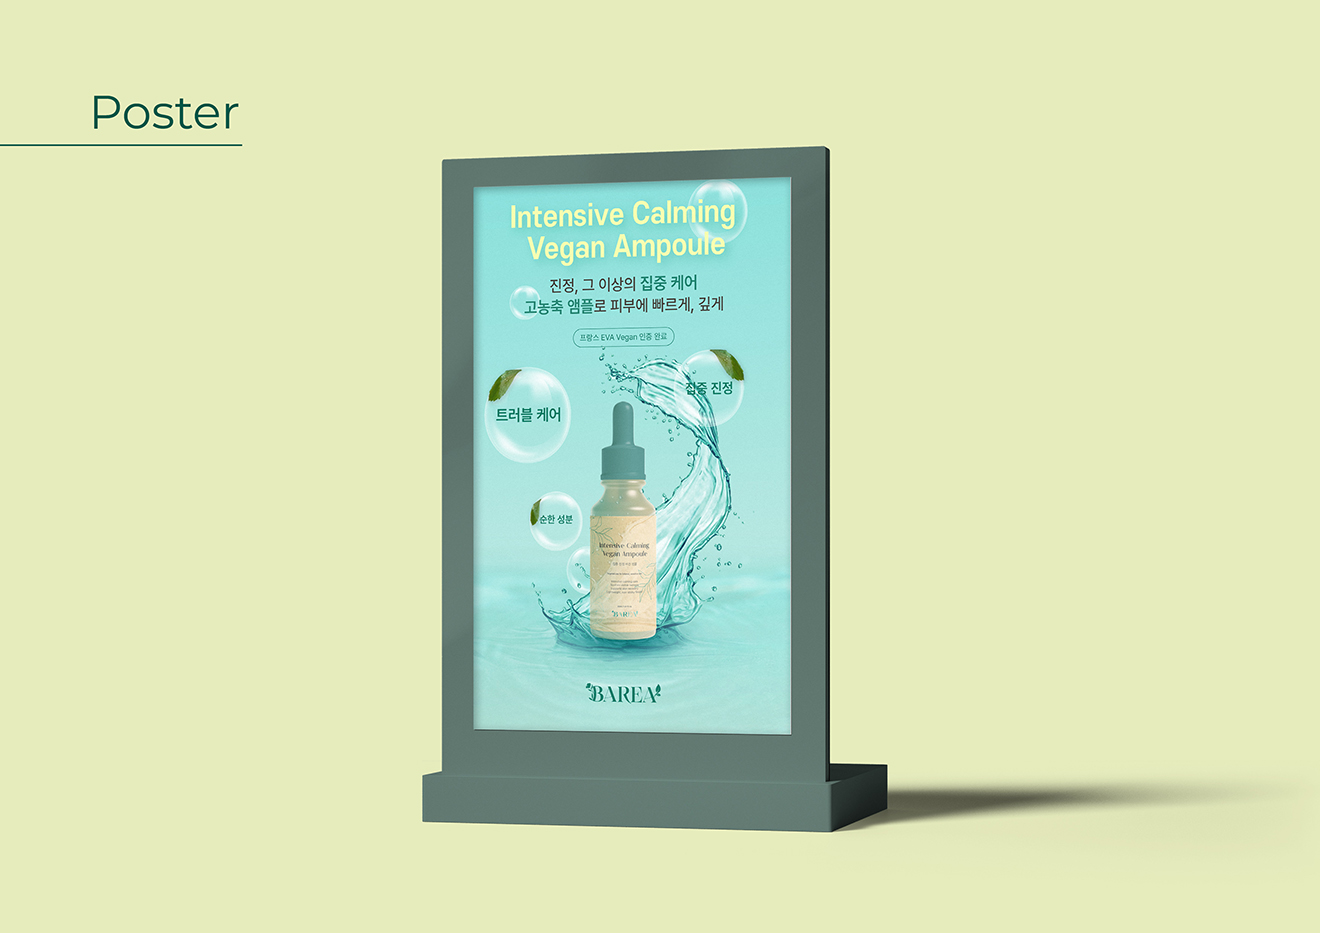 Poster
Intensive Calming
Vegan Ampoule
진정, 그 이상의 집중 케어
고농축 앰플로 피부에 빠르게, 깊게
프랑스 EVA Vegan 인증 완료
집중 진정
트러블 케어
순한 성분
Intensive Calming
Vegan Ampoule
BAREA
BAREA